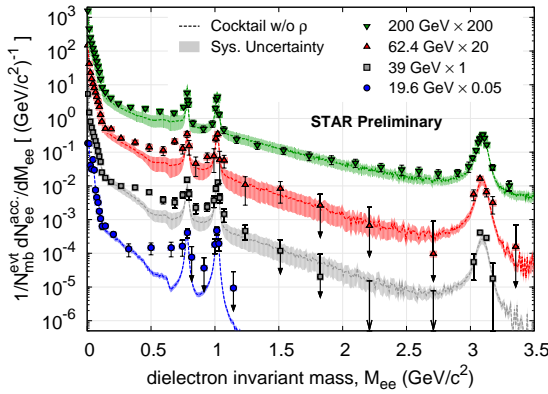 Cocktail w/o ρ
Sys. Uncertainty
200 GeV × 200
62.4 GeV × 20
39 GeV × 1
19.6 GeV × 0.05
STAR Preliminary
1/N_mb^evt dN_ee^acc./dM_ee [ (GeV/c²)⁻¹ ]
10³
10²
10¹
10⁰
10⁻¹
10⁻²
10⁻³
10⁻⁴
10⁻⁵
10⁻⁶
0 0.5 1 1.5 2 2.5 3 3.5
dielectron invariant mass, M_ee (GeV/c²)